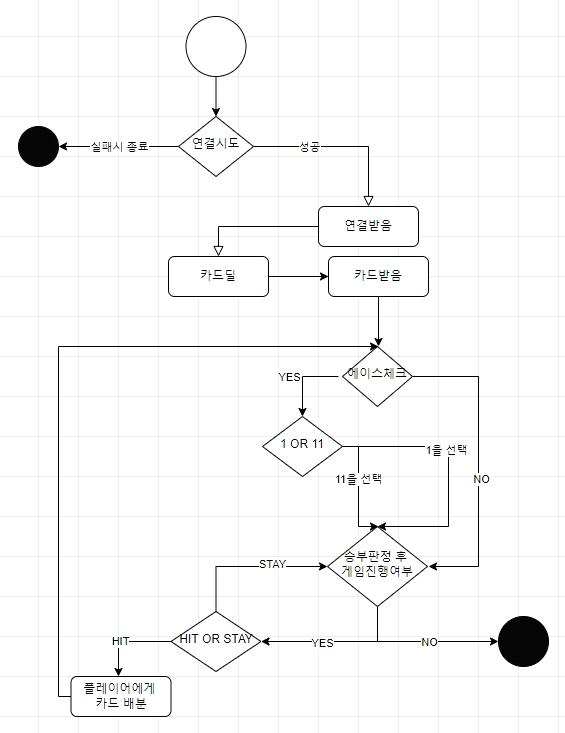 연결시도
실패시 종료
성공
연결받음
카드딜
카드받음
에이스체크
YES
1 OR 11
1을 선택
11을 선택
NO
승부판정 후
게임진행여부
STAY
HIT OR STAY
YES
NO
HIT
플레이어에게
카드 배분